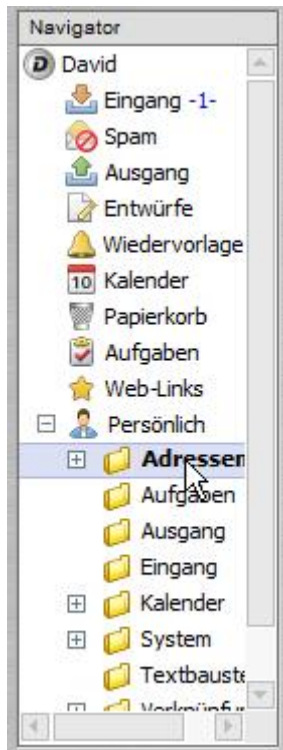 Navigator
D David
Eingang -1-
Spam
Ausgang
Entwürfe
Wiedervorlage
10 Kalender
Papierkorb
Aufgaben
Web-Links
Persönlich
Adressen
Aufgaben
Ausgang
Eingang
Kalender
System
Textbauste